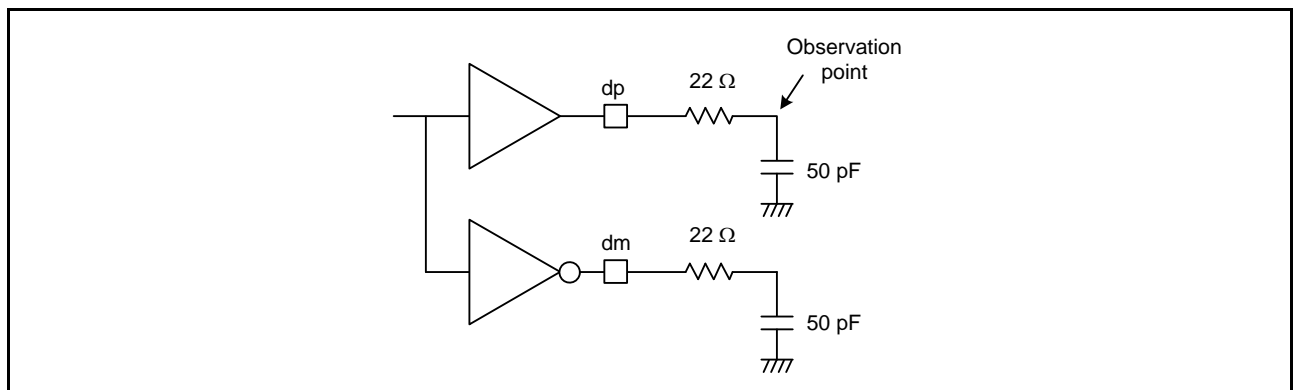 Observation
point
dp
22 Ω
50 pF
dm
22 Ω
50 pF